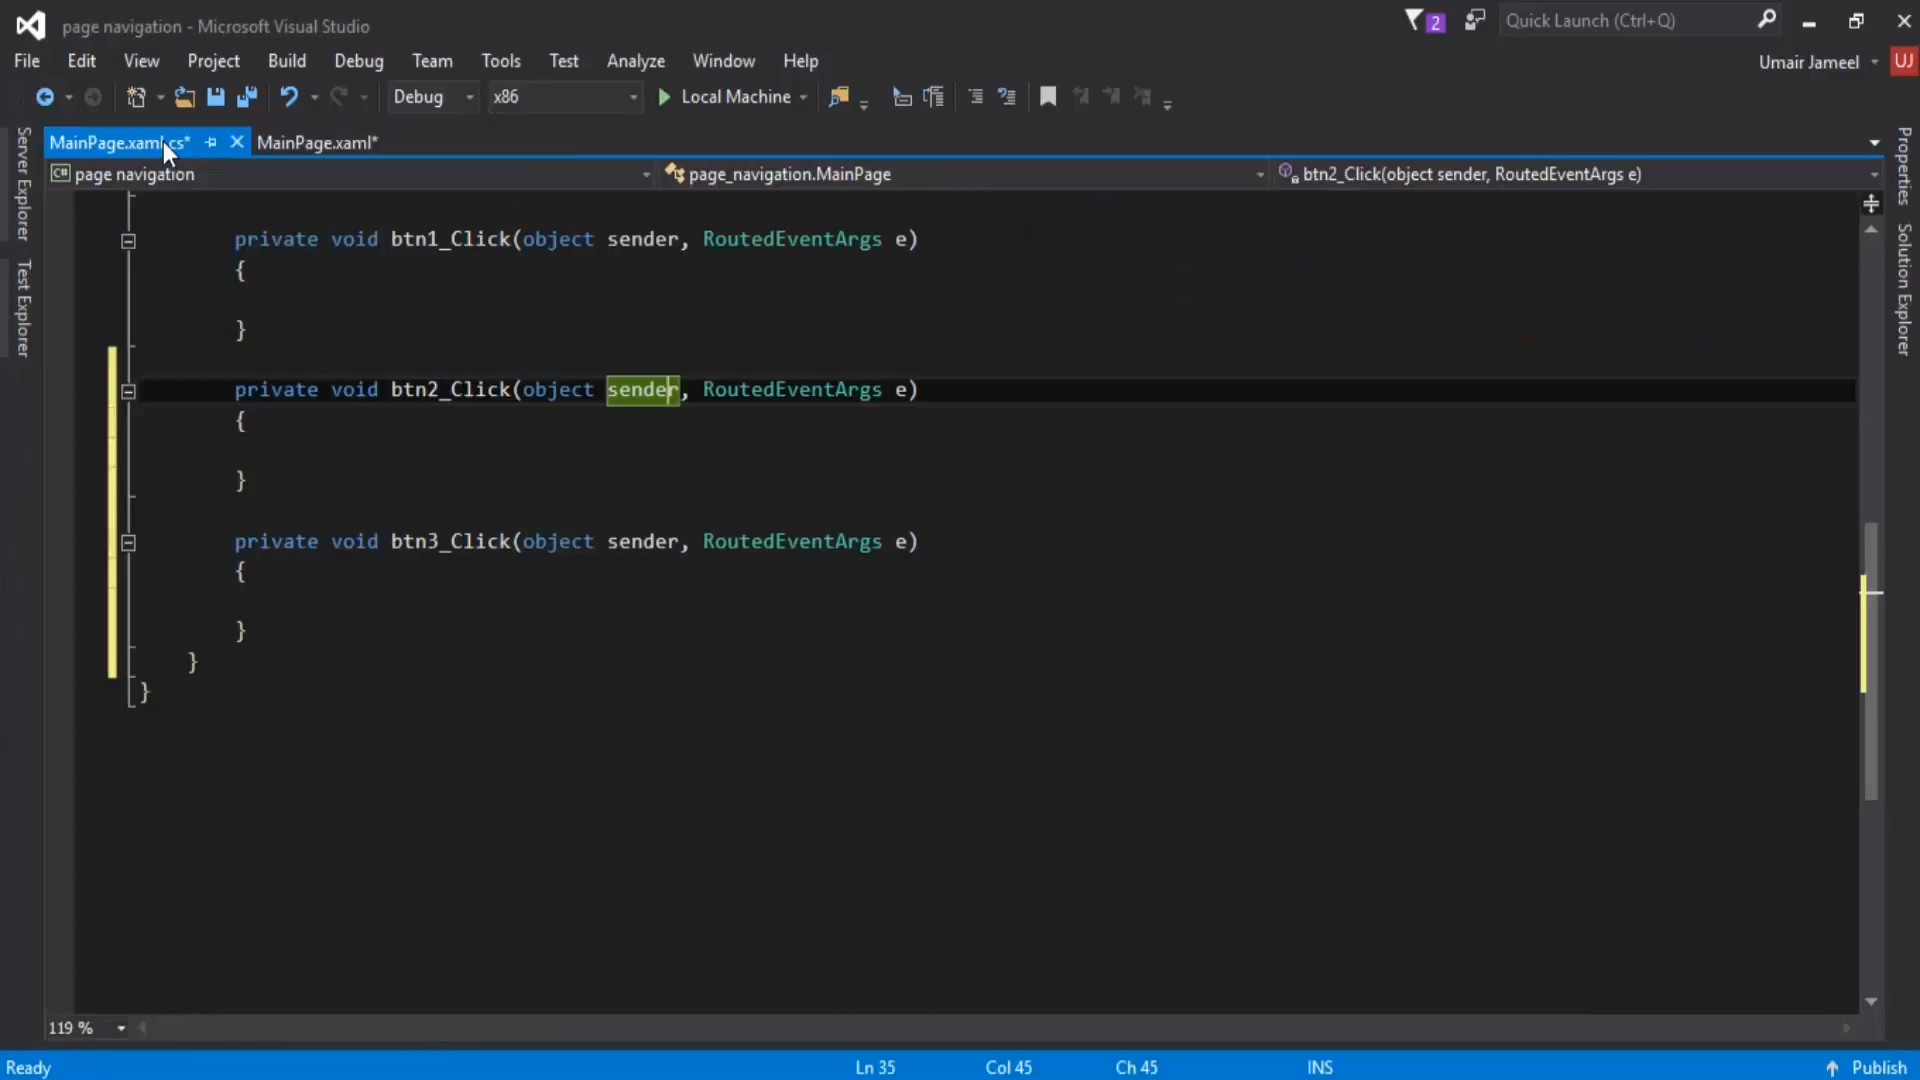 page navigation - Microsoft Visual Studio
2
Quick Launch (Ctrl+Q)
File Edit View Project Build Debug Team Tools Test Analyze Window Help
Umair Jameel
UJ
Debug
x86
Local Machine
MainPage.xaml.cs*
MainPage.xaml*
C# page navigation
page_navigation.MainPage
btn2_Click(object sender, RoutedEventArgs e)
Server Explorer
Test Explorer
Properties
Solution Explorer
private void btn1_Click(object sender, RoutedEventArgs e)
{
}
private void btn2_Click(object sender, RoutedEventArgs e)
{
}
private void btn3_Click(object sender, RoutedEventArgs e)
{
}
}
}
119 %
Ready
Ln 35
Col 45
Ch 45
INS
Publish